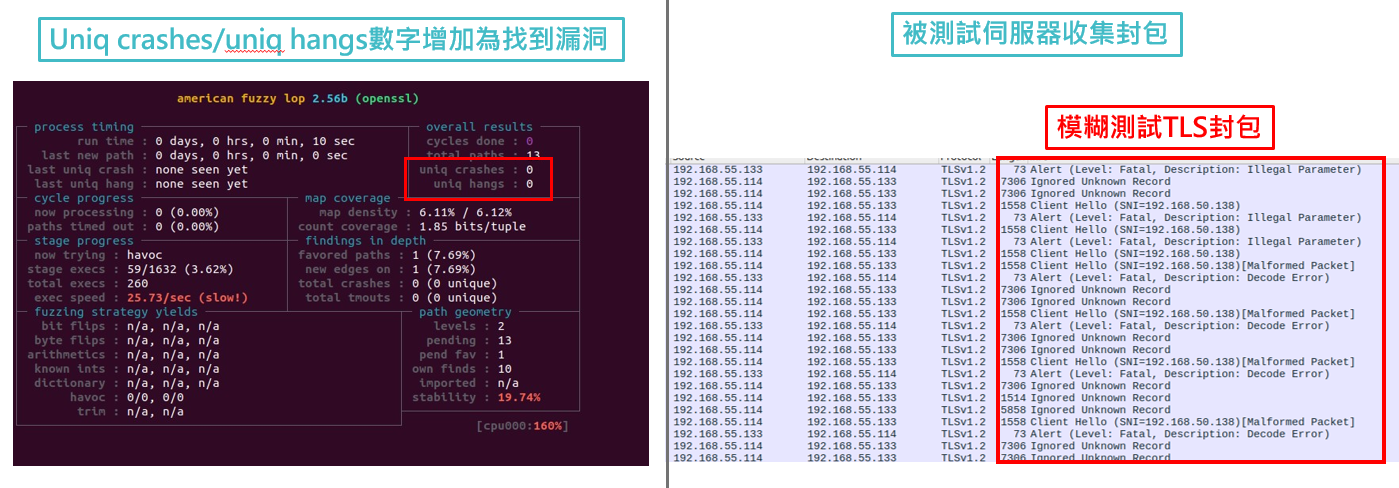 Uniq crashes/uniq hangs數字增加為找到漏洞
american fuzzy lop 2.56b (openssl)
process timing
run time : 0 days, 0 hrs, 0 min, 10 sec
last new path : 0 days, 0 hrs, 0 min, 0 sec
last uniq crash : none seen yet
last uniq hang : none seen yet
overall results
cycles done : 0
total paths : 13
uniq crashes : 0
uniq hangs : 0
cycle progress
now processing : 0 (0.00%)
paths timed out : 0 (0.00%)
map coverage
map density : 6.11% / 6.12%
count coverage : 1.85 bits/tuple
stage progress
now trying : havoc
stage execs : 59/1632 (3.62%)
total execs : 260
exec speed : 25.73/sec (slow!)
findings in depth
favored paths : 1 (7.69%)
new edges on : 1 (7.69%)
total crashes : 0 (0 unique)
total tmouts : 0 (0 unique)
fuzzing strategy yields
bit flips : n/a, n/a, n/a
byte flips : n/a, n/a, n/a
arithmetics : n/a, n/a, n/a
known ints : n/a, n/a, n/a
dictionary : n/a, n/a, n/a
havoc : 0/0, 0/0
trim : n/a, n/a
path geometry
levels : 2
pending : 13
pend fav : 1
own finds : 10
imported : n/a
stability : 19.74%
[cpu000:160%]
被測試伺服器收集封包
模糊測試TLS封包
Source Destination Protocol
192.168.55.133 192.168.55.114 TLSv1.2 73 Alert (Level: Fatal, Description: Illegal Parameter)
192.168.55.114 192.168.55.133 TLSv1.2 7306 Ignored Unknown Record
192.168.55.114 192.168.55.133 TLSv1.2 7306 Ignored Unknown Record
192.168.55.114 192.168.55.133 TLSv1.2 1558 Client Hello (SNI=192.168.50.138)
192.168.55.133 192.168.55.114 TLSv1.2 73 Alert (Level: Fatal, Description: Illegal Parameter)
192.168.55.114 192.168.55.133 TLSv1.2 1558 Client Hello (SNI=192.168.50.138)
192.168.55.133 192.168.55.114 TLSv1.2 73 Alert (Level: Fatal, Description: Illegal Parameter)
192.168.55.114 192.168.55.133 TLSv1.2 1558 Client Hello (SNI=192.168.50.138)
192.168.55.114 192.168.55.133 TLSv1.2 1558 Client Hello (SNI=192.168.50.138)[Malformed Packet]
192.168.55.133 192.168.55.114 TLSv1.2 73 Alert (Level: Fatal, Description: Decode Error)
192.168.55.114 192.168.55.133 TLSv1.2 7306 Ignored Unknown Record
192.168.55.114 192.168.55.133 TLSv1.2 7306 Ignored Unknown Record
192.168.55.114 192.168.55.133 TLSv1.2 1558 Client Hello (SNI=192.168.50.138)[Malformed Packet]
192.168.55.133 192.168.55.114 TLSv1.2 73 Alert (Level: Fatal, Description: Decode Error)
192.168.55.114 192.168.55.133 TLSv1.2 7306 Ignored Unknown Record
192.168.55.114 192.168.55.133 TLSv1.2 7306 Ignored Unknown Record
192.168.55.114 192.168.55.133 TLSv1.2 1558 Client Hello (SNI=192.168.50.138)[Malformed Packet]
192.168.55.133 192.168.55.114 TLSv1.2 73 Alert (Level: Fatal, Description: Decode Error)
192.168.55.114 192.168.55.133 TLSv1.2 7306 Ignored Unknown Record
192.168.55.114 192.168.55.133 TLSv1.2 1514 Ignored Unknown Record
192.168.55.114 192.168.55.133 TLSv1.2 5858 Ignored Unknown Record
192.168.55.114 192.168.55.133 TLSv1.2 1558 Client Hello (SNI=192.168.50.138)[Malformed Packet]
192.168.55.133 192.168.55.114 TLSv1.2 73 Alert (Level: Fatal, Description: Decode Error)
192.168.55.114 192.168.55.133 TLSv1.2 7306 Ignored Unknown Record
192.168.55.114 192.168.55.133 TLSv1.2 7306 Ignored Unknown Record